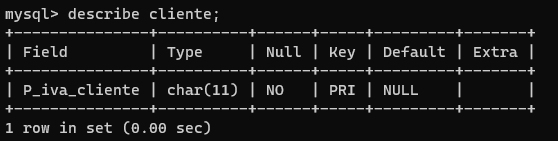 mysql> describe cliente;
+---------------+----------+------+-----+---------+-------+
| Field         | Type     | Null | Key | Default | Extra |
+---------------+----------+------+-----+---------+-------+
| P_iva_cliente | char(11) | NO   | PRI | NULL    |       |
+---------------+----------+------+-----+---------+-------+
1 row in set (0.00 sec)